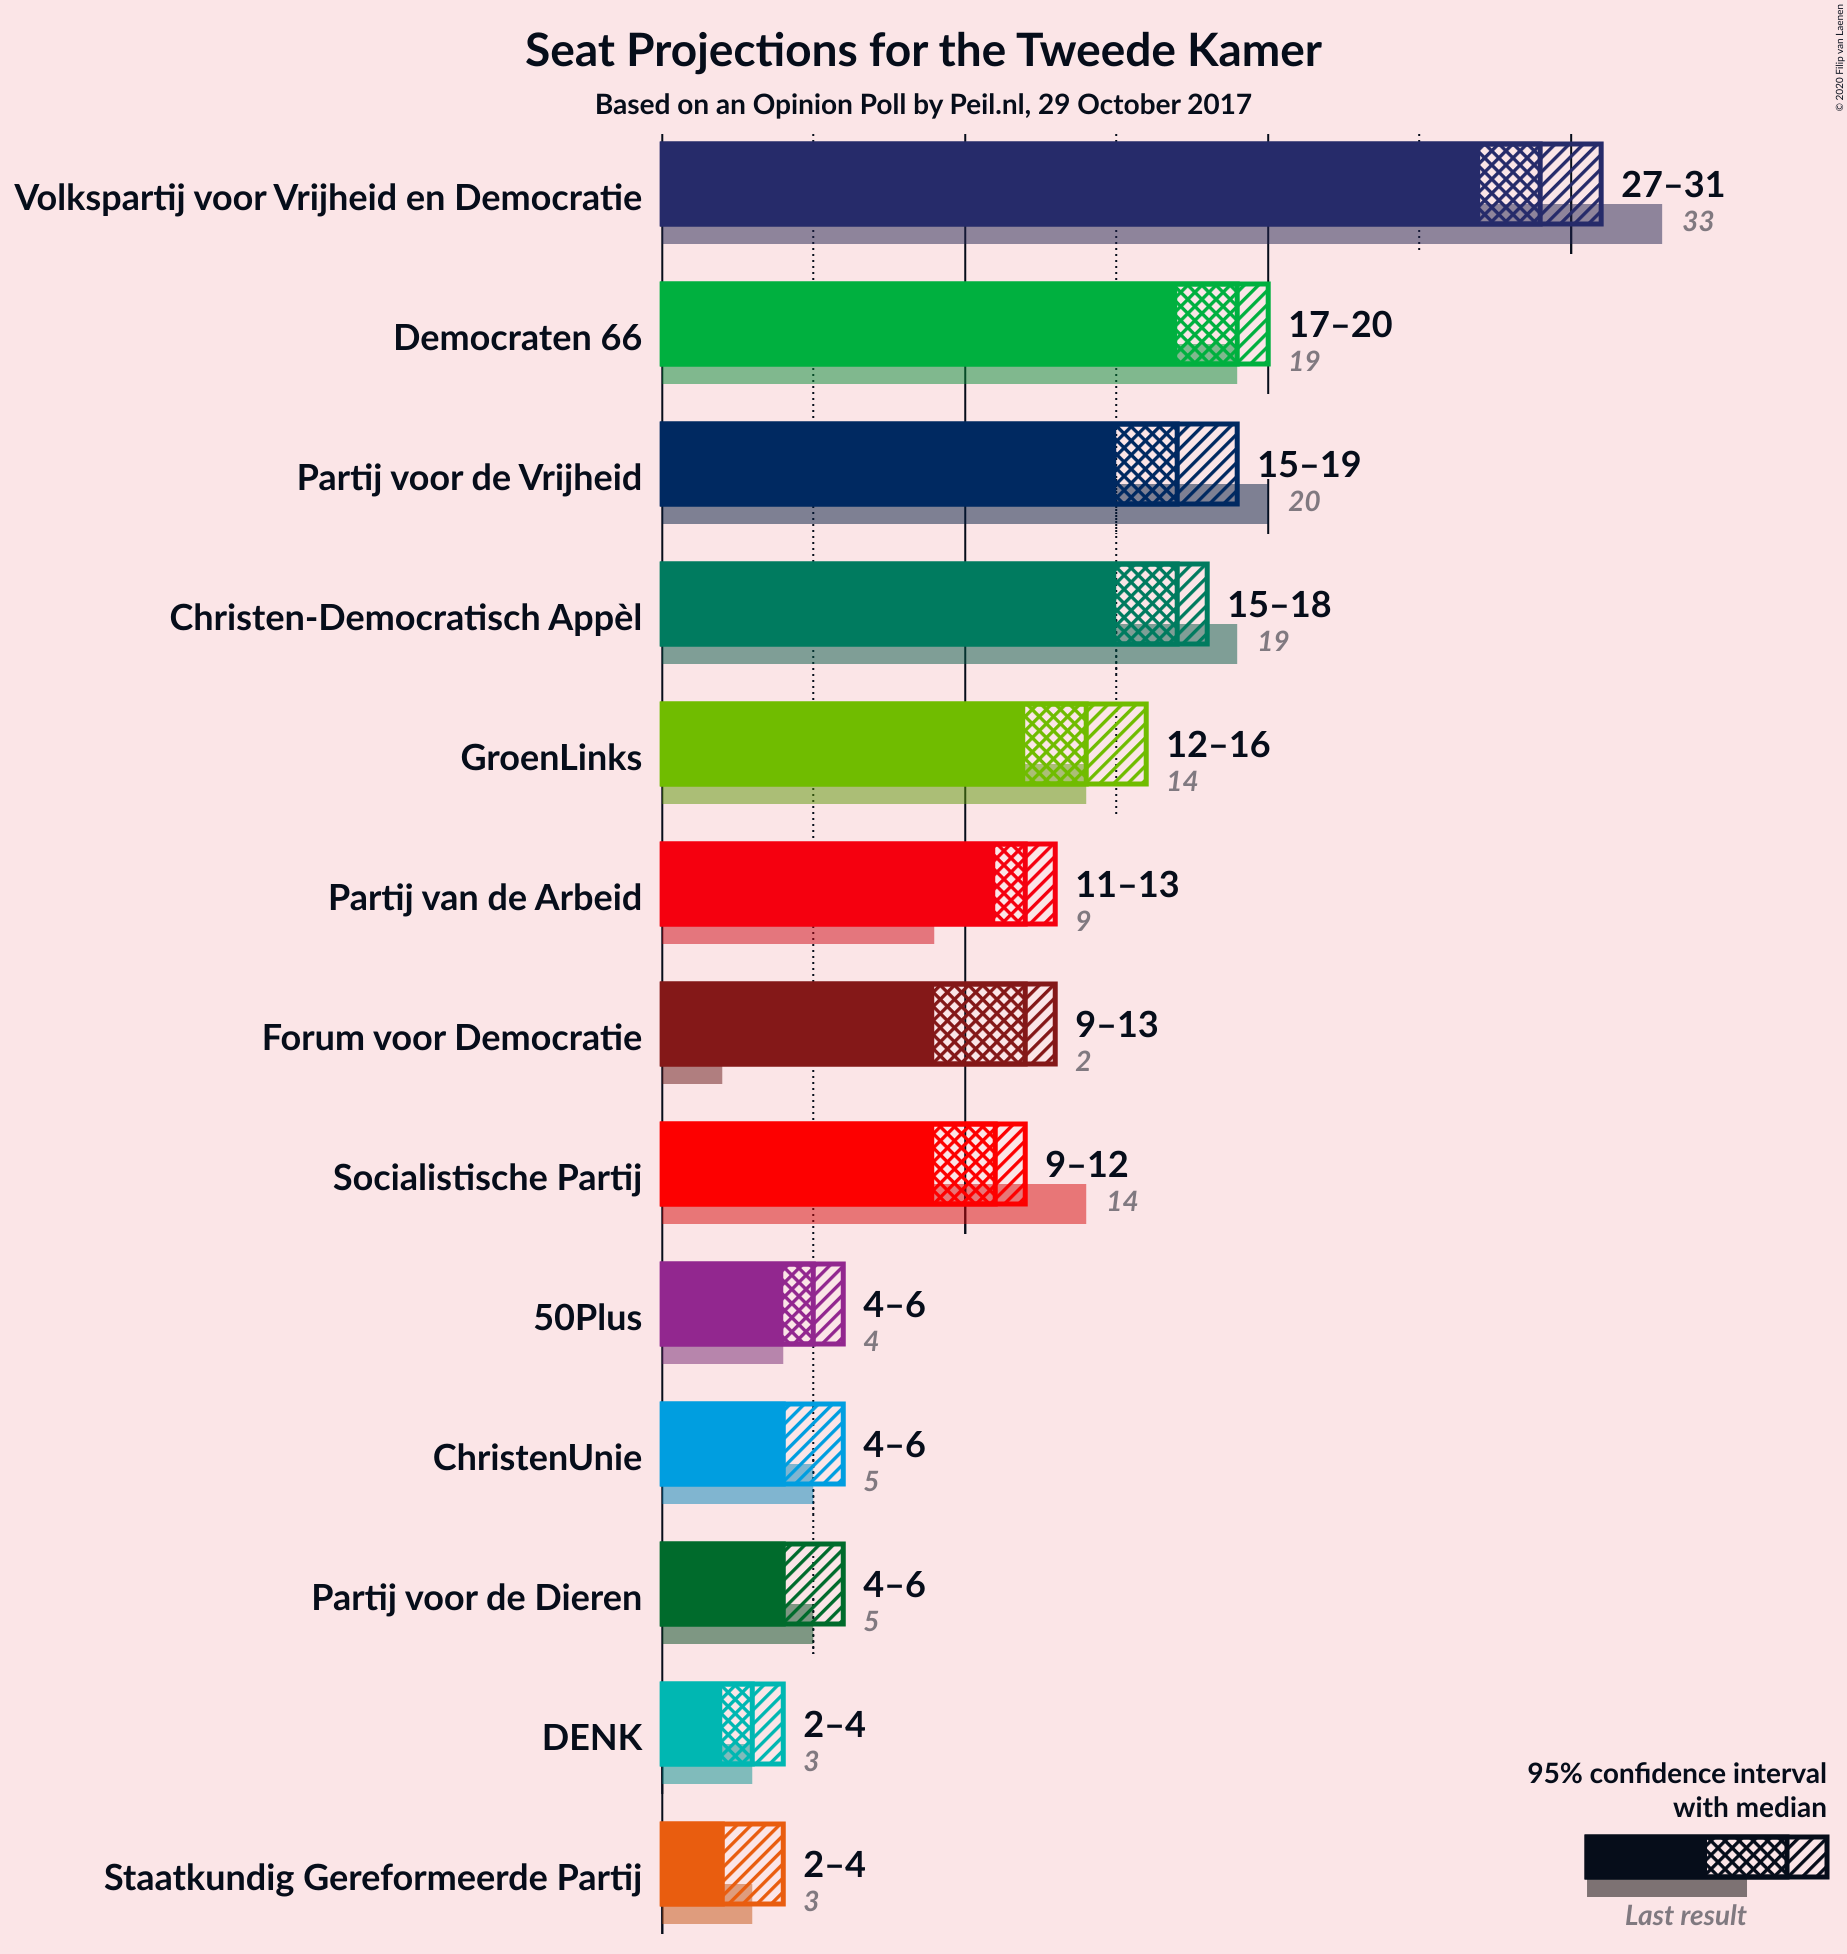 Seat Projections for the Tweede Kamer
Based on an Opinion Poll by Peil.nl, 29 October 2017
© 2020 Filip van Laenen
Volkspartij voor Vrijheid en Democratie
27–31
33
Democraten 66
17–20
19
Partij voor de Vrijheid
15–19
20
Christen-Democratisch Appèl
15–18
19
GroenLinks
12–16
14
Partij van de Arbeid
11–13
9
Forum voor Democratie
9–13
2
Socialistische Partij
9–12
14
50Plus
4–6
4
ChristenUnie
4–6
5
Partij voor de Dieren
4–6
5
DENK
2–4
3
Staatkundig Gereformeerde Partij
2–4
3
95% confidence interval
with median
Last result